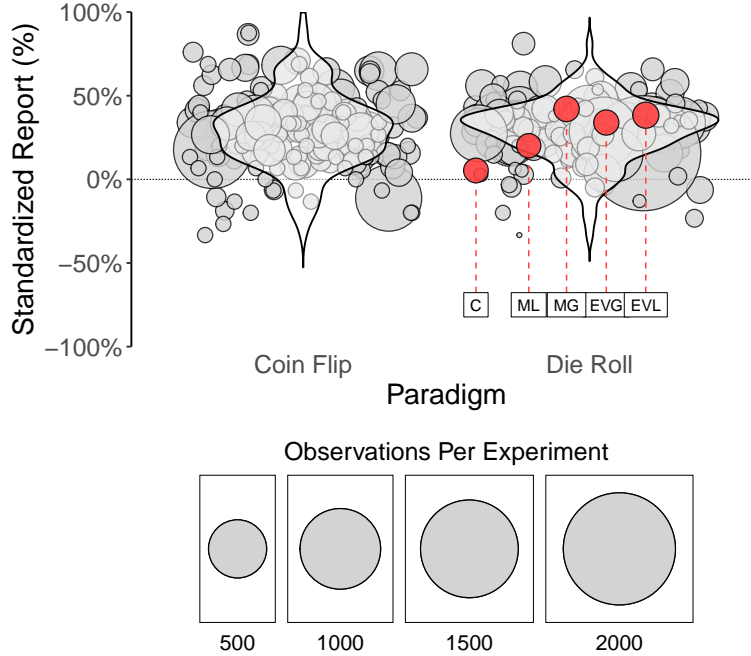 Standardized Report (%)
100%
50%
0%
−50%
−100%
C
ML
MG
EVG
EVL
Coin Flip
Die Roll
Paradigm
Observations Per Experiment
500
1000
1500
2000